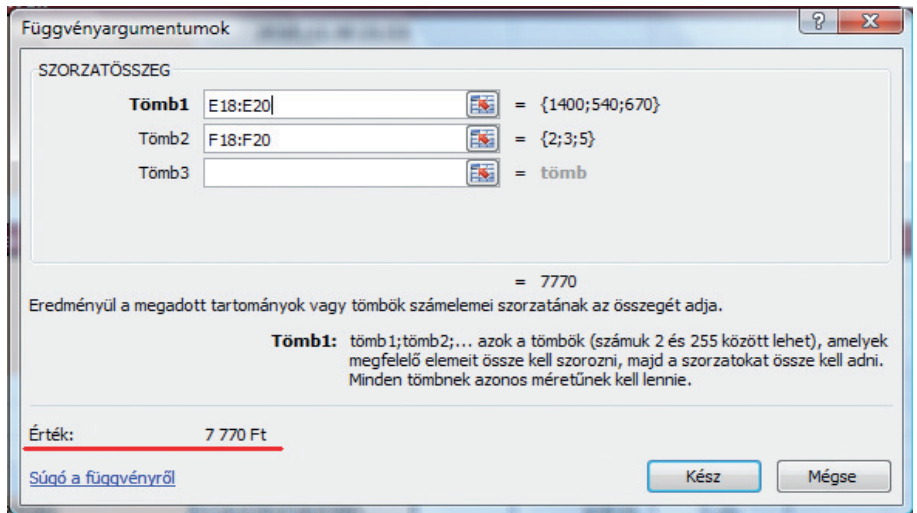 Függvényargumentumok
SZORZATÖSSZEG
Tömb1 E18:E20 = {1400;540;670}
Tömb2 F18:F20 = {2;3;5}
Tömb3 = tömb
= 7770
Eredményül a megadott tartományok vagy tömbök számelemei szorzatának az összegét adja.
Tömb1: tömb1;tömb2;... azok a tömbök (számuk 2 és 255 között lehet), amelyek
megfelelő elemeit össze kell szorozni, majd a szorzatokat össze kell adni.
Minden tömbnek azonos méretűnek kell lennie.
Érték: 7 770 Ft
Súgó a függvényről
Kész Mégse